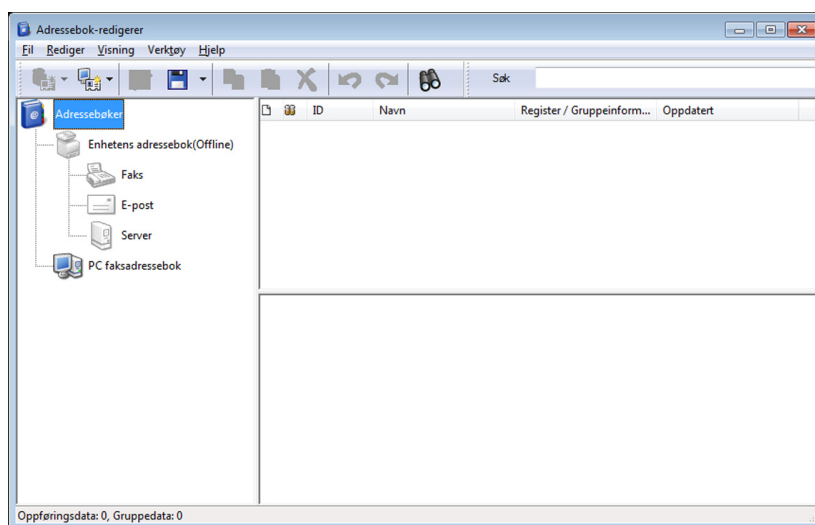 Adressebok-redigerer
Fil Rediger Visning Verktøy Hjelp
Søk
Adressebøker
Enhetens adressebok(Offline)
Faks
E-post
Server
PC faksadressebok
ID Navn Register / Gruppeinform... Oppdatert
Oppføringsdata: 0, Gruppedata: 0